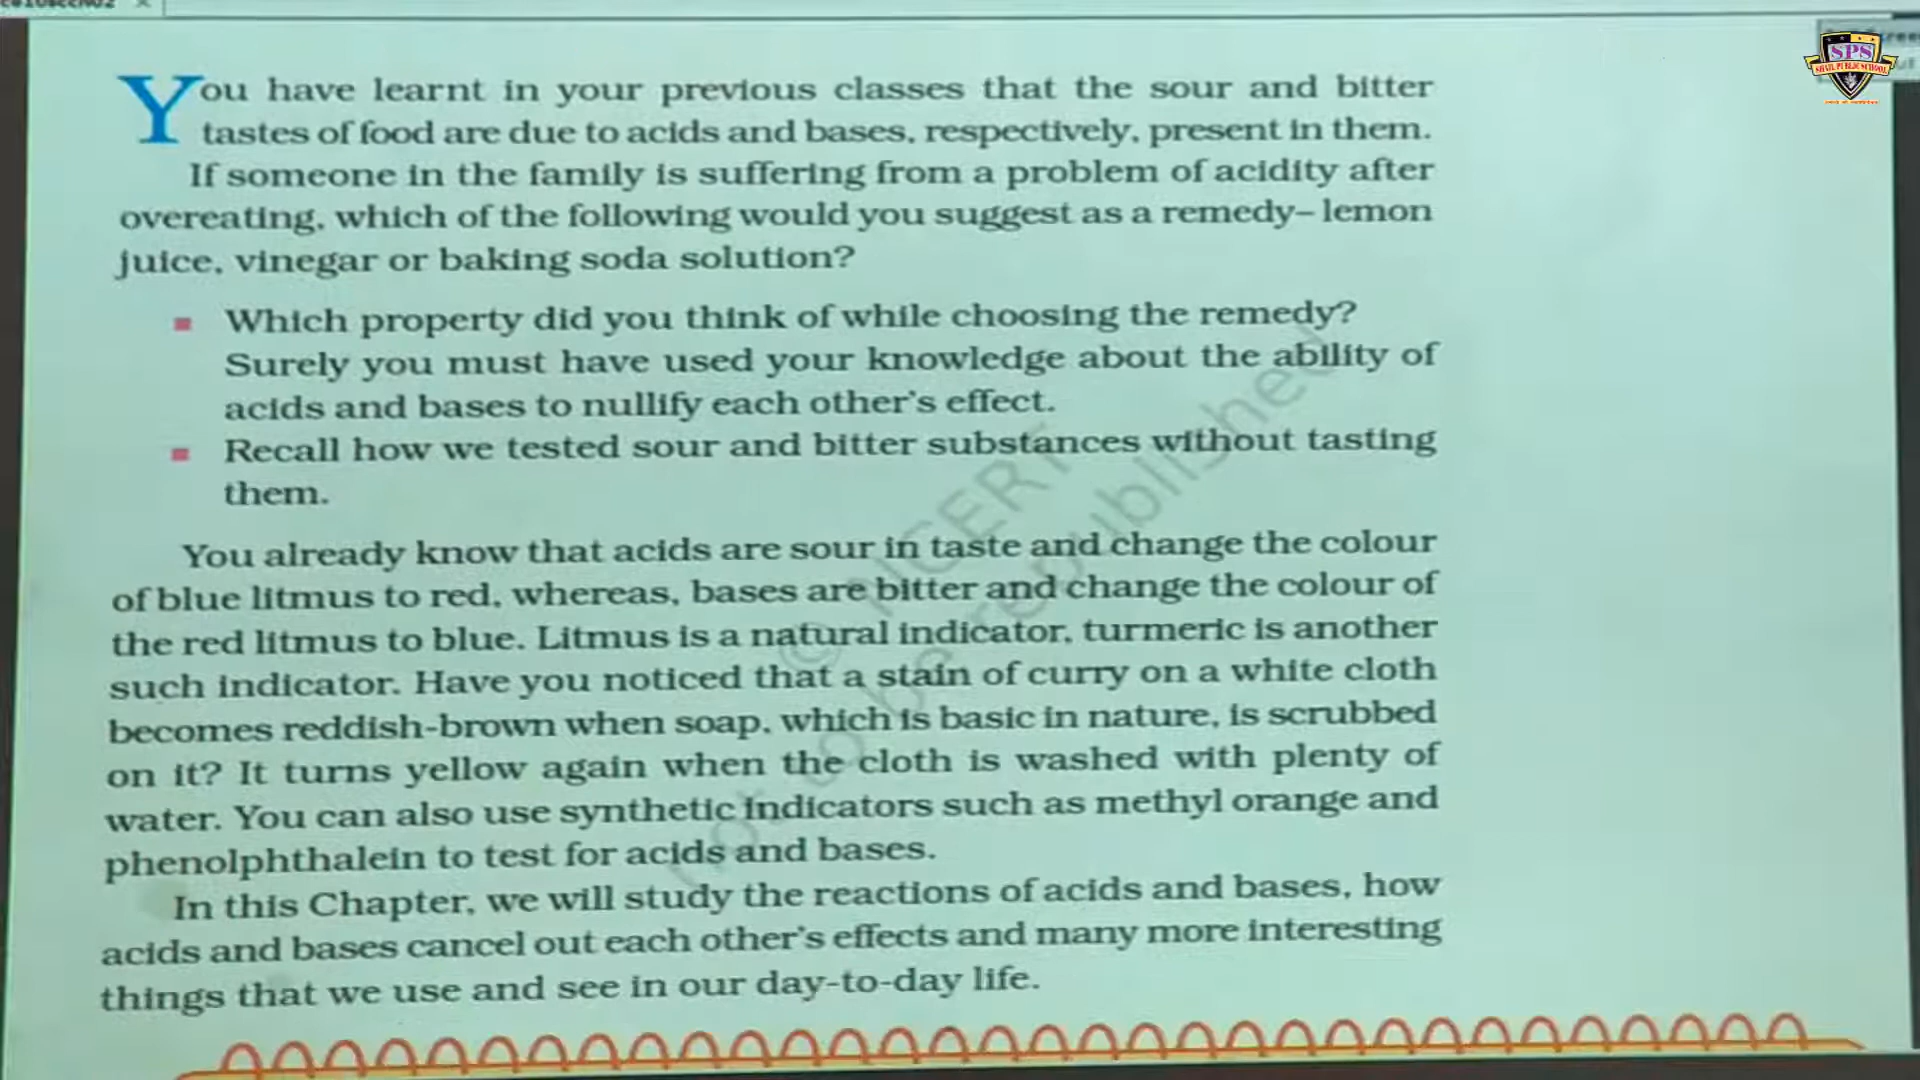 You have learnt in your previous classes that the sour and bitter
tastes of food are due to acids and bases, respectively, present in them.
If someone in the family is suffering from a problem of acidity after
overeating, which of the following would you suggest as a remedy– lemon
juice, vinegar or baking soda solution?
■ Which property did you think of while choosing the remedy?
Surely you must have used your knowledge about the ability of
acids and bases to nullify each other's effect.
■ Recall how we tested sour and bitter substances without tasting
them.
You already know that acids are sour in taste and change the colour
of blue litmus to red, whereas, bases are bitter and change the colour of
the red litmus to blue. Litmus is a natural indicator, turmeric is another
such indicator. Have you noticed that a stain of curry on a white cloth
becomes reddish-brown when soap, which is basic in nature, is scrubbed
on it? It turns yellow again when the cloth is washed with plenty of
water. You can also use synthetic indicators such as methyl orange and
phenolphthalein to test for acids and bases.
In this Chapter, we will study the reactions of acids and bases, how
acids and bases cancel out each other's effects and many more interesting
things that we use and see in our day-to-day life.
© NCERT
not to be republished
SPS